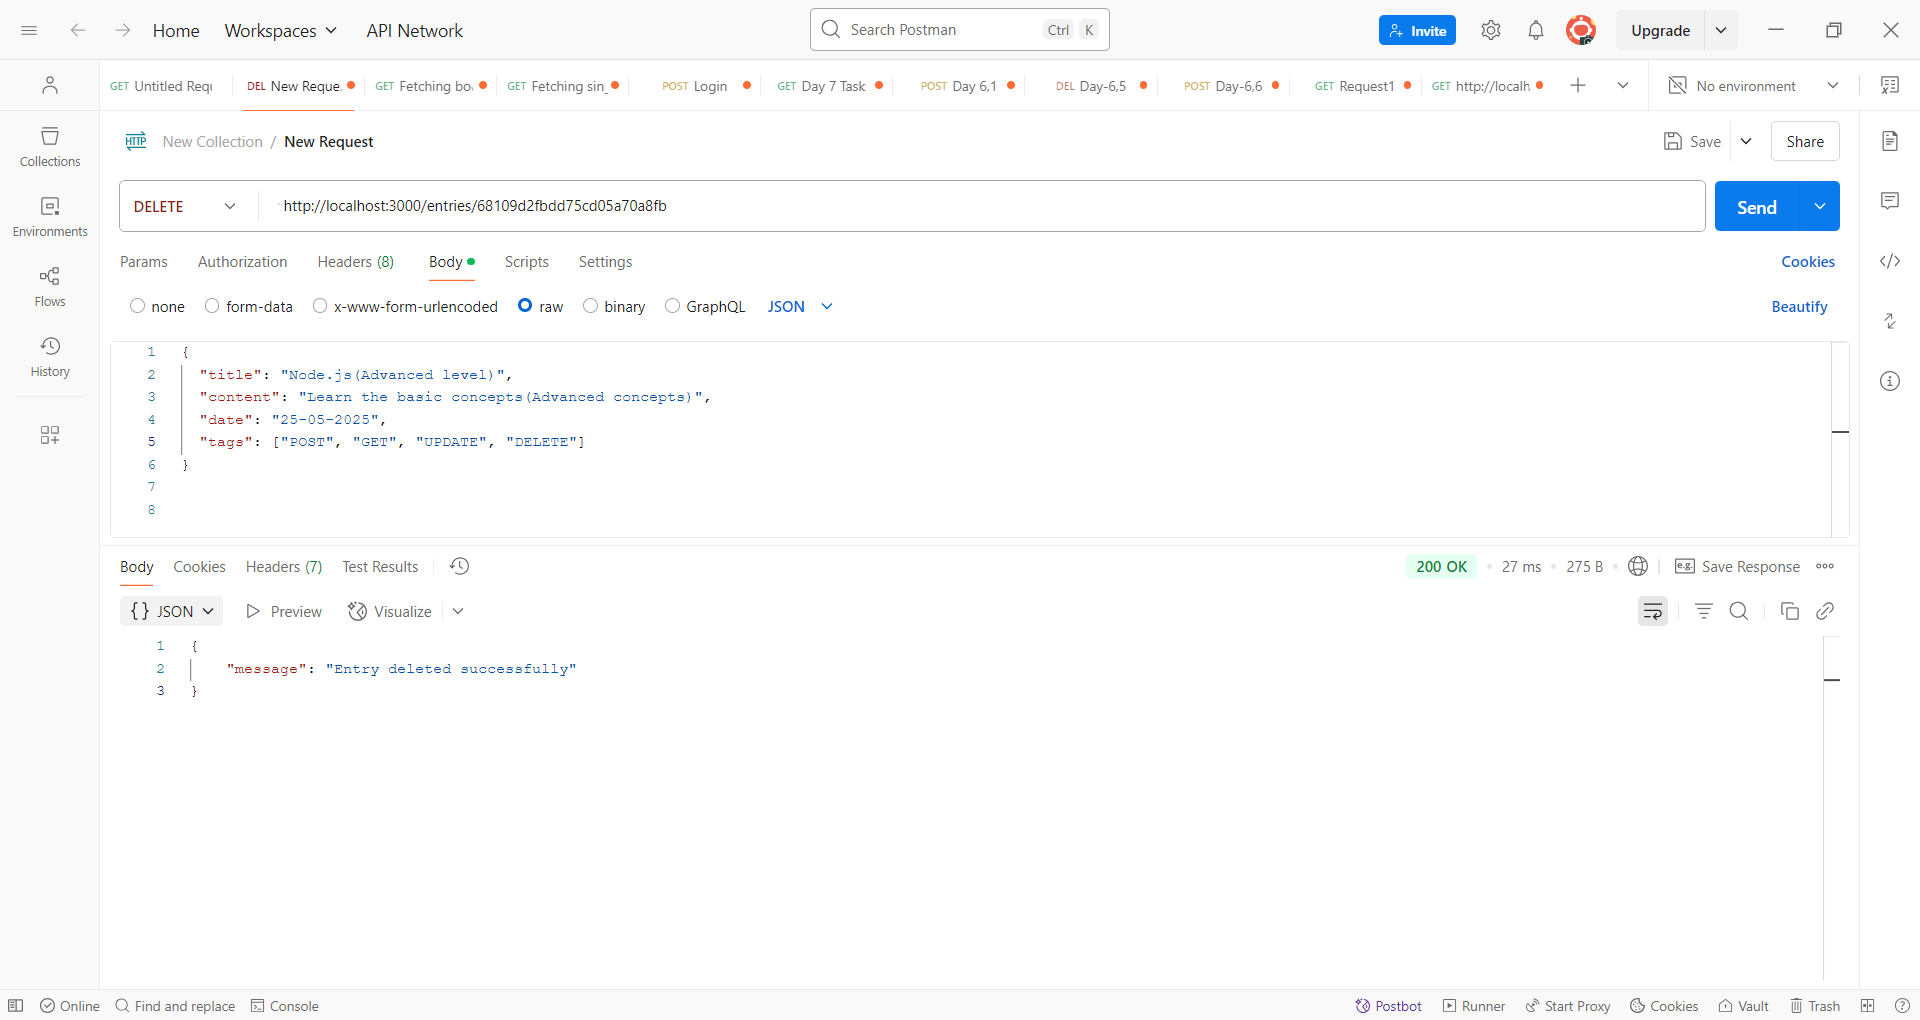 Home Workspaces API Network Search Postman Ctrl K Invite Upgrade
GET Untitled Requ DEL New Reque. GET Fetching bo GET Fetching sin_ POST Login GET Day 7 Task POST Day 6,1 DEL Day-6,5 POST Day-6,6 GET Request1 GET http://localh No environment
HTTP New Collection / New Request Save Share
Collections
Environments
Flows
History
DELETE http://localhost:3000/entries/68109d2fbdd75cd05a70a8fb Send
Params Authorization Headers (8) Body Scripts Settings Cookies
none form-data x-www-form-urlencoded raw binary GraphQL JSON Beautify
1 {
2 "title": "Node.js(Advanced level)",
3 "content": "Learn the basic concepts(Advanced concepts)",
4 "date": "25-05-2025",
5 "tags": ["POST", "GET", "UPDATE", "DELETE"]
6 }
7
8
Body Cookies Headers (7) Test Results 200 OK 27 ms 275 B e.g. Save Response
{} JSON Preview Visualize
1 {
2 "message": "Entry deleted successfully"
3 }
Online Find and replace Console Postbot Runner Start Proxy Cookies Vault Trash